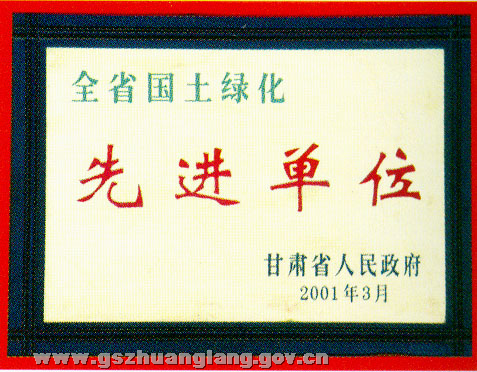 全省国土绿化
先进单位
甘肃省人民政府
2001年3月
www.gszhuanglang.gov.cn